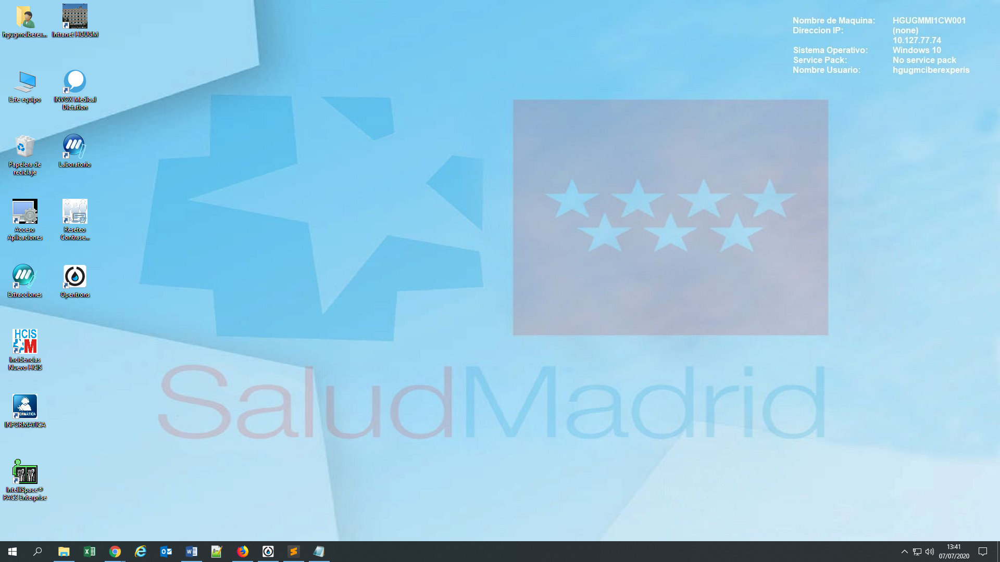 hgugmciberex...
Intranet HGUGM
Este equipo
INVOX Medical
Dictation
Papelera de
reciclaje
Laboratorio
Acceso
Aplicaciones
Reseteo
Contrase...
Extracciones
Opentrons
HCIS
M
Incidencias
Nuevo HCIS
INFORMATICA
IntelliSpace®
PACS Enterprise
Nombre de Maquina: HGUGMMI1CW001
Direccion IP: (none)
10.127.77.74
Sistema Operativo: Windows 10
Service Pack: No service pack
Nombre Usuario: hgugmciberexperis
SaludMadrid
13:41
07/07/2020